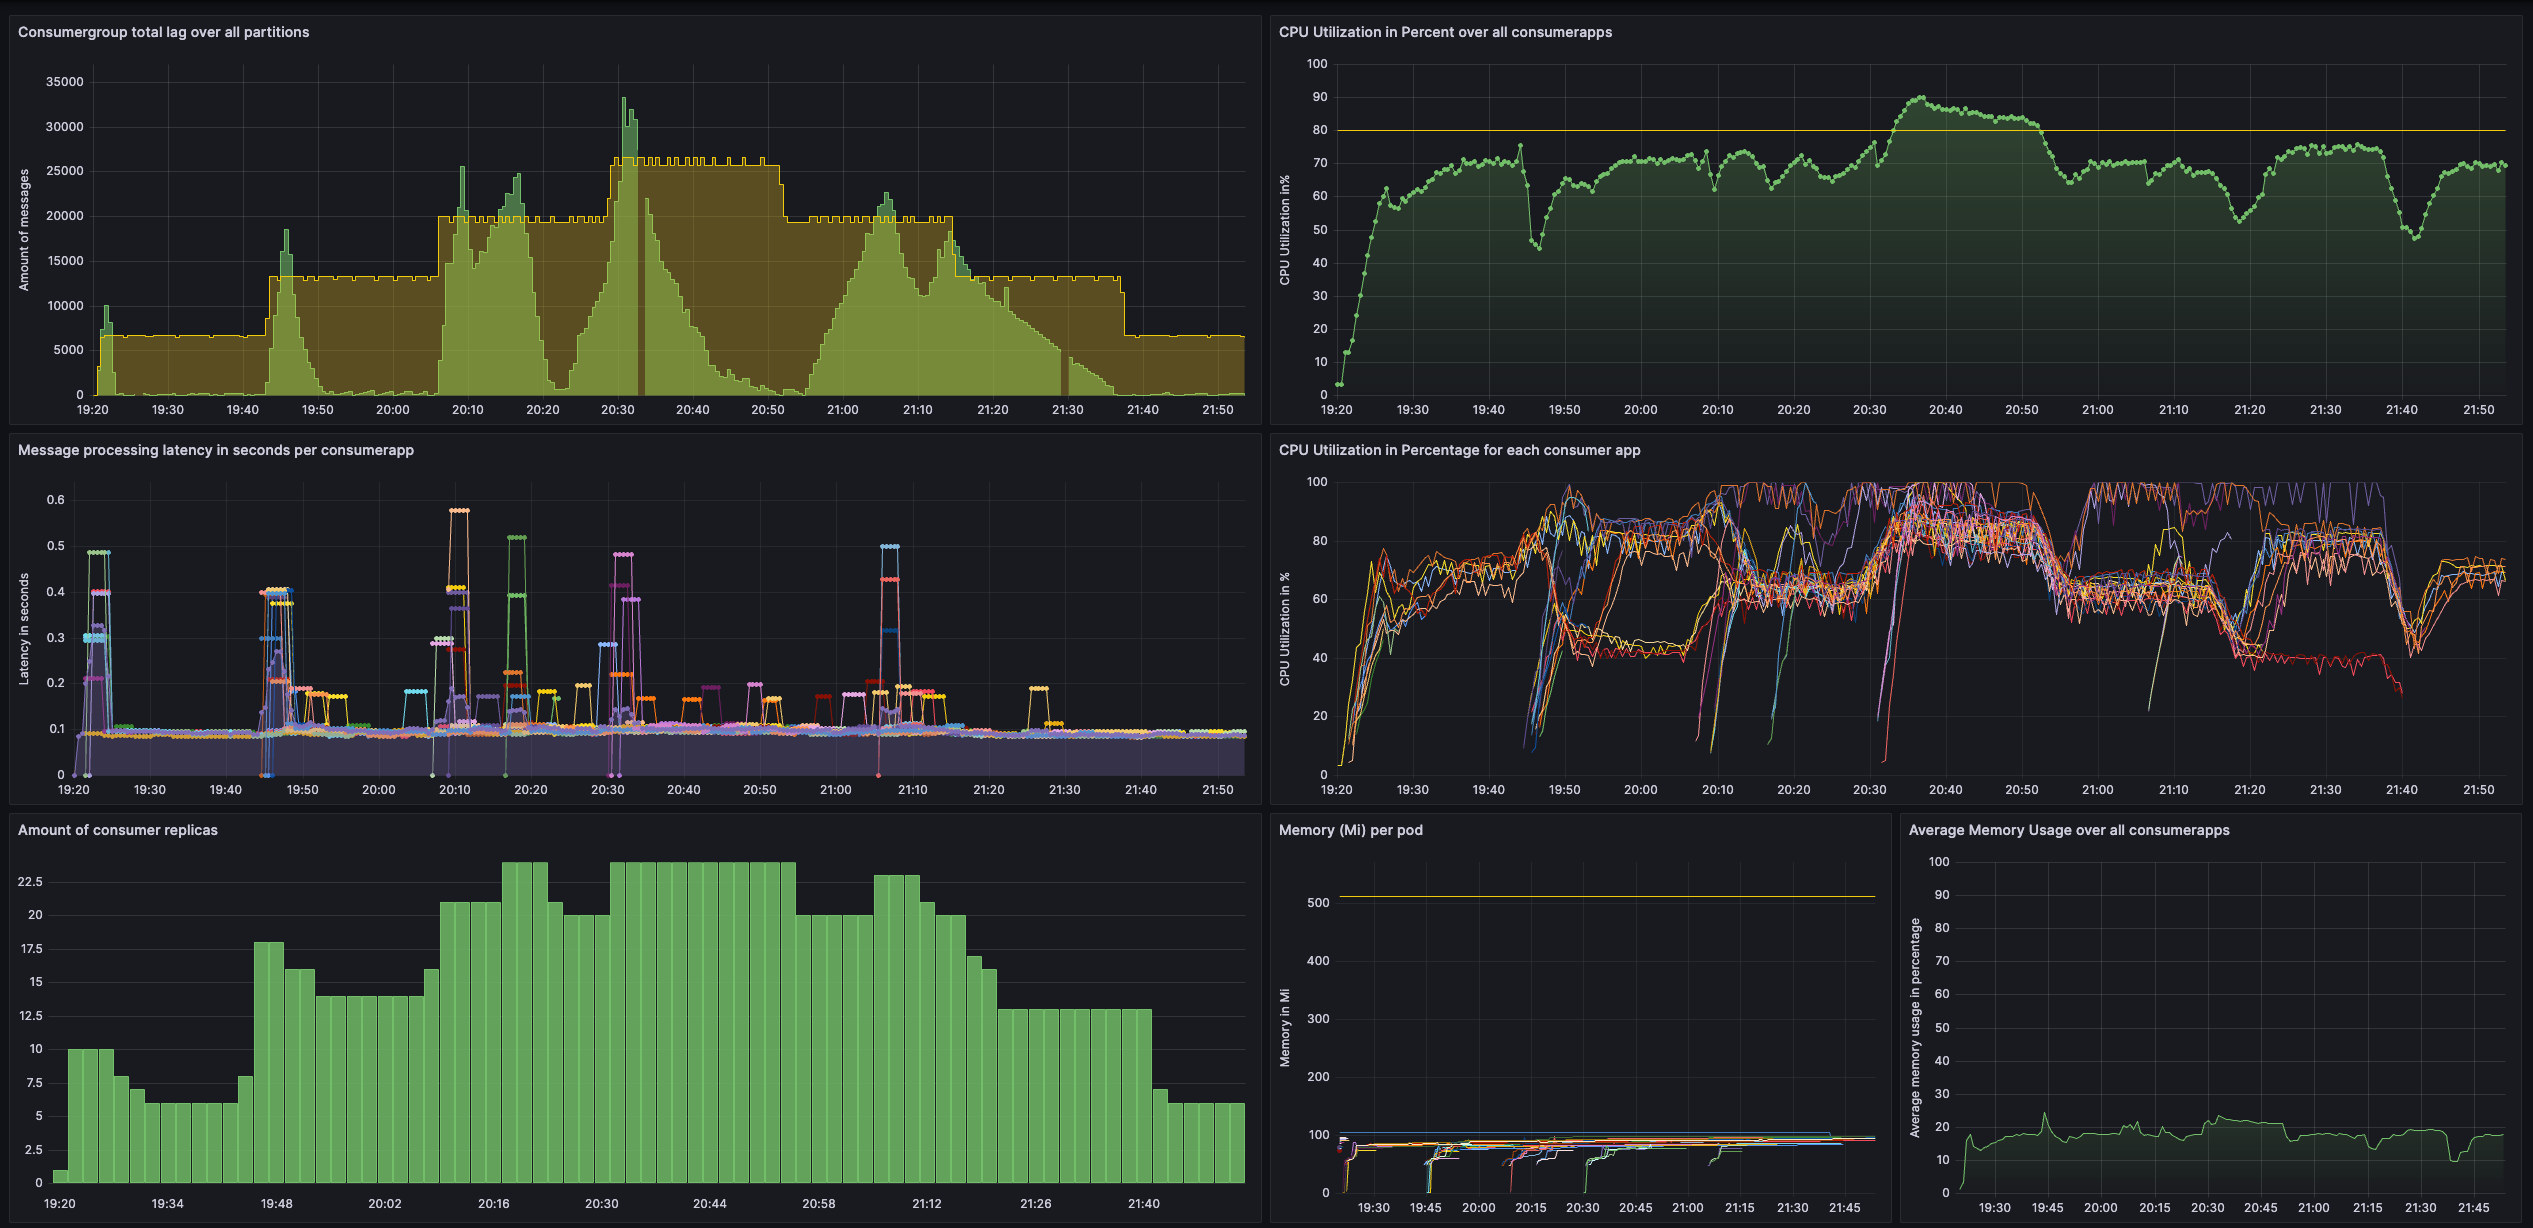 Consumergroup total lag over all partitions
Amount of messages
35000
30000
25000
20000
15000
10000
5000
0
19:20 19:30 19:40 19:50 20:00 20:10 20:20 20:30 20:40 20:50 21:00 21:10 21:20 21:30 21:40 21:50
CPU Utilization in Percent over all consumerapps
CPU Utilization in%
100
90
80
70
60
50
40
30
20
10
0
19:20 19:30 19:40 19:50 20:00 20:10 20:20 20:30 20:40 20:50 21:00 21:10 21:20 21:30 21:40 21:50
Message processing latency in seconds per consumerapp
Latency in seconds
0.6
0.5
0.4
0.3
0.2
0.1
0
19:20 19:30 19:40 19:50 20:00 20:10 20:20 20:30 20:40 20:50 21:00 21:10 21:20 21:30 21:40 21:50
CPU Utilization in Percentage for each consumer app
CPU Utilization in %
100
80
60
40
20
0
19:20 19:30 19:40 19:50 20:00 20:10 20:20 20:30 20:40 20:50 21:00 21:10 21:20 21:30 21:40 21:50
Amount of consumer replicas
22.5
20
17.5
15
12.5
10
7.5
5
2.5
0
19:20 19:34 19:48 20:02 20:16 20:30 20:44 20:58 21:12 21:26 21:40
Memory (Mi) per pod
Memory in Mi
500
400
300
200
100
0
19:30 19:45 20:00 20:15 20:30 20:45 21:00 21:15 21:30 21:45
Average Memory Usage over all consumerapps
Average memory usage in percentage
100
90
80
70
60
50
40
30
20
10
0
19:30 19:45 20:00 20:15 20:30 20:45 21:00 21:15 21:30 21:45